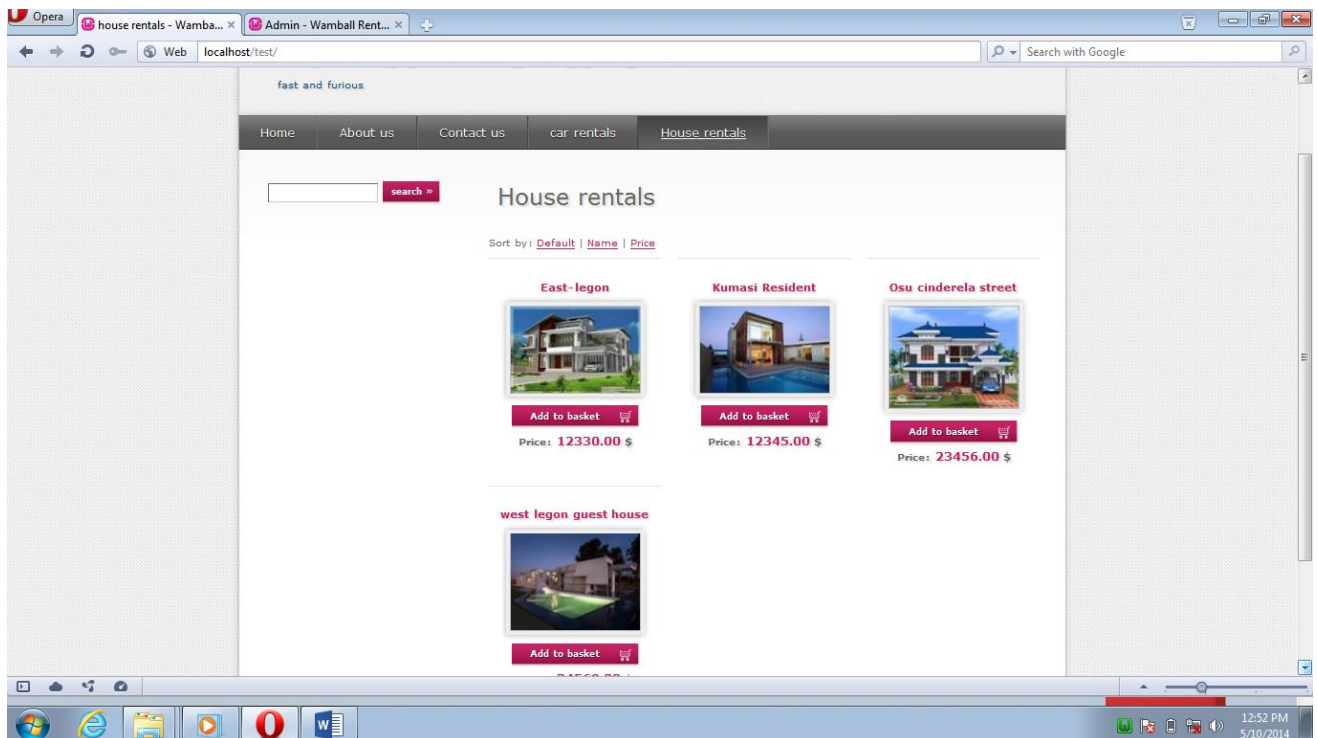 Opera
house rentals - Wamba...
Admin - Wamball Rent...
Web
localhost/test/
Search with Google
fast and furious
Home
About us
Contact us
car rentals
House rentals
search »
House rentals
Sort by: Default | Name | Price
East-legon
Kumasi Resident
Osu cinderela street
Add to basket
Add to basket
Add to basket
Price: 12330.00 $
Price: 12345.00 $
Price: 23456.00 $
west legon guest house
Add to basket
12:52 PM
5/10/2014